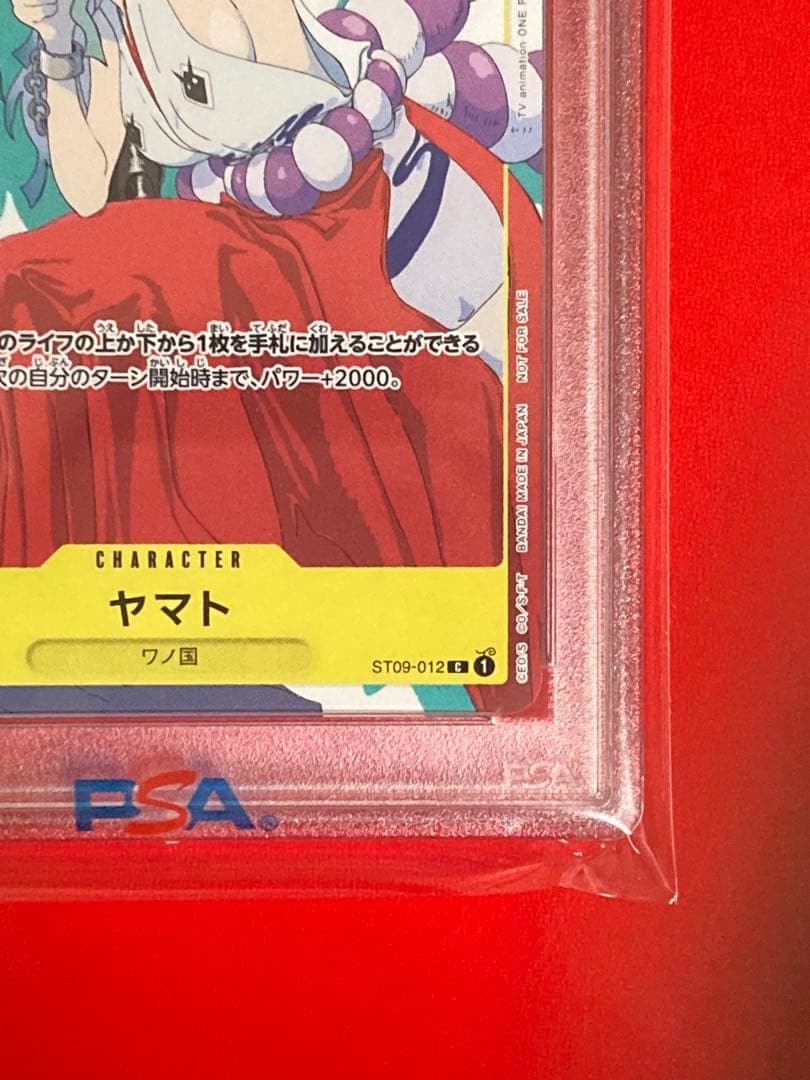 TV animation ONE P
のライフの上か下から1枚を手札に加えることができる
の自分のターン開始時まで、パワー+2000。
CHARACTER
ヤマト
ワノ国
ST09-012 C 1
©EO/S ©O/S·F·T BANDAI MADE IN JAPAN NOT FOR SALE
PSA
PSA®